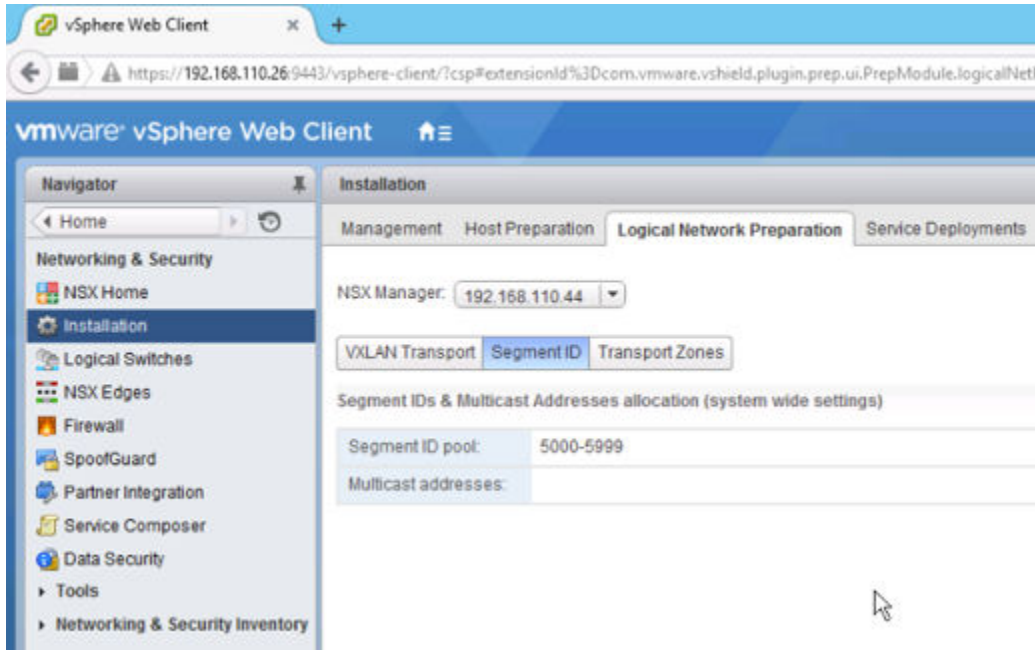 vSphere Web Client
https://192.168.110.26:9443/vsphere-client/?csp#extensionId%3Dcom.vmware.vshield.plugin.prep.ui.PrepModule.logicalNet
vmware® vSphere Web Client
Navigator
Home
Networking & Security
NSX Home
Installation
Logical Switches
NSX Edges
Firewall
SpoofGuard
Partner Integration
Service Composer
Data Security
Tools
Networking & Security Inventory
Installation
Management Host Preparation Logical Network Preparation Service Deployments
NSX Manager: 192.168.110.44
VXLAN Transport Segment ID Transport Zones
Segment IDs & Multicast Addresses allocation (system wide settings)
Segment ID pool: 5000-5999
Multicast addresses: